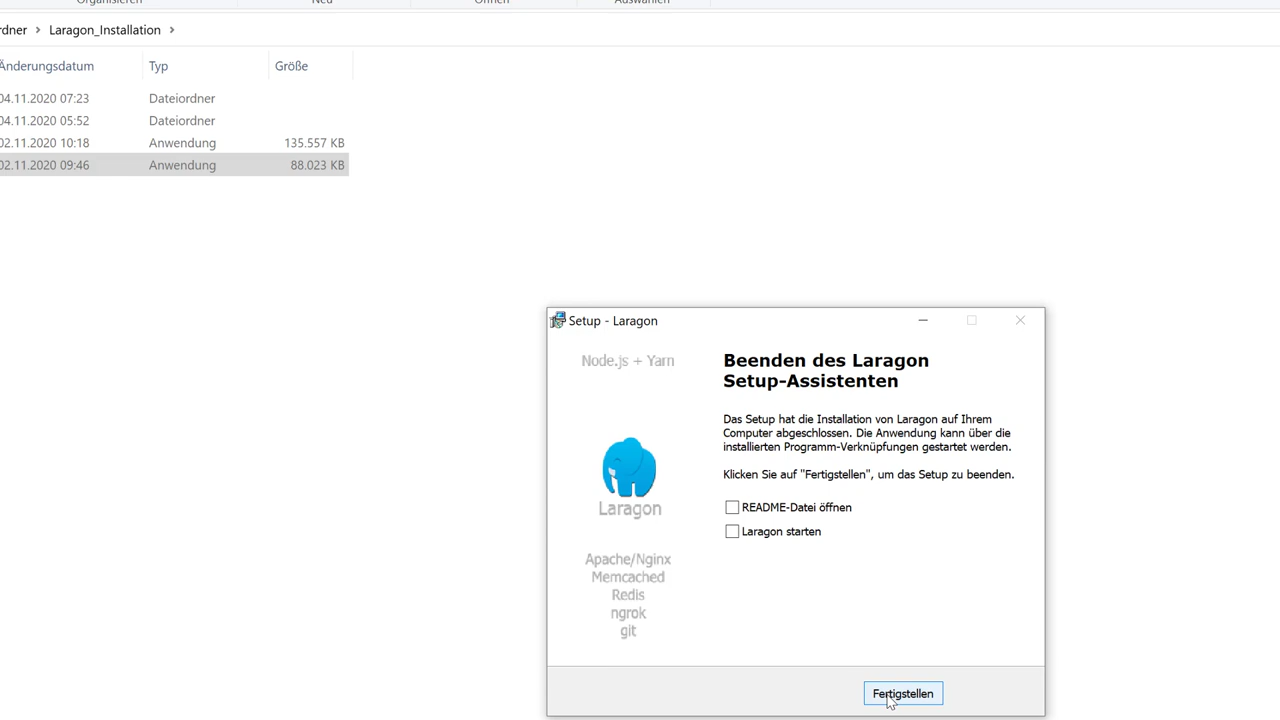 Organisieren
Neu
Öffnen
Auswählen
rdner > Laragon_Installation >
Änderungsdatum Typ Größe
04.11.2020 07:23 Dateiordner
04.11.2020 05:52 Dateiordner
02.11.2020 10:18 Anwendung 135.557 KB
02.11.2020 09:46 Anwendung 88.023 KB
Setup - Laragon
Node.js + Yarn
Laragon
Apache/Nginx
Memcached
Redis
ngrok
git
Beenden des Laragon
Setup-Assistenten
Das Setup hat die Installation von Laragon auf Ihrem
Computer abgeschlossen. Die Anwendung kann über die
installierten Programm-Verknüpfungen gestartet werden.
Klicken Sie auf "Fertigstellen", um das Setup zu beenden.
README-Datei öffnen
Laragon starten
Fertigstellen